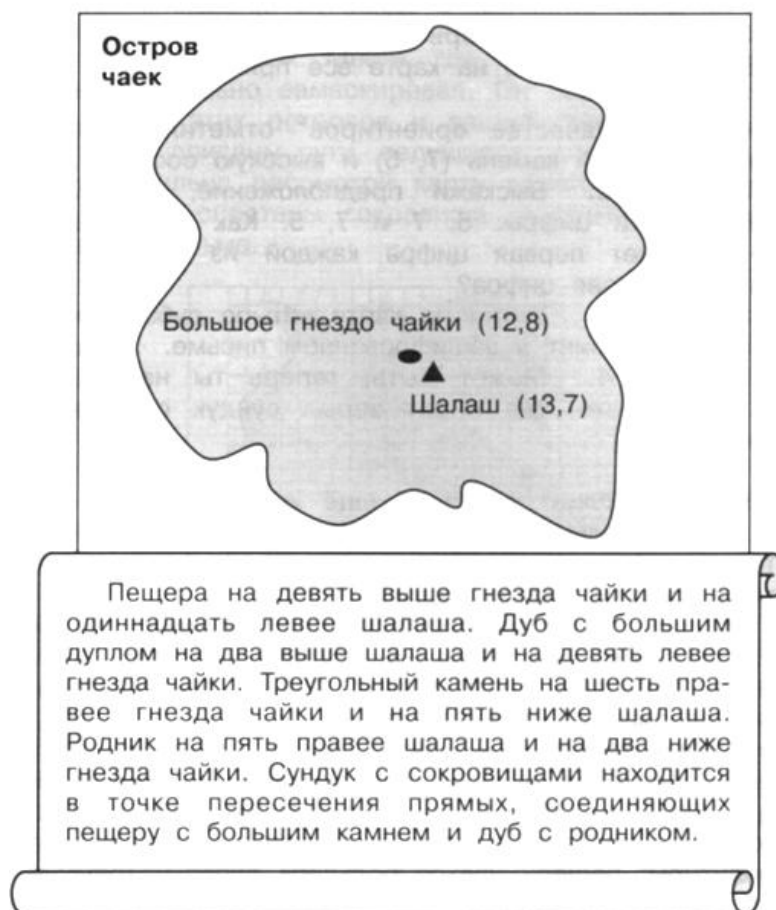 Остров
чаек
Большое гнездо чайки (12,8)
Шалаш (13,7)
Пещера на девять выше гнезда чайки и на
одиннадцать левее шалаша. Дуб с большим
дуплом на два выше шалаша и на девять левее
гнезда чайки. Треугольный камень на шесть пра-
вее гнезда чайки и на пять ниже шалаша.
Родник на пять правее шалаша и на два ниже
гнезда чайки. Сундук с сокровищами находится
в точке пересечения прямых, соединяющих
пещеру с большим камнем и дуб с родником.